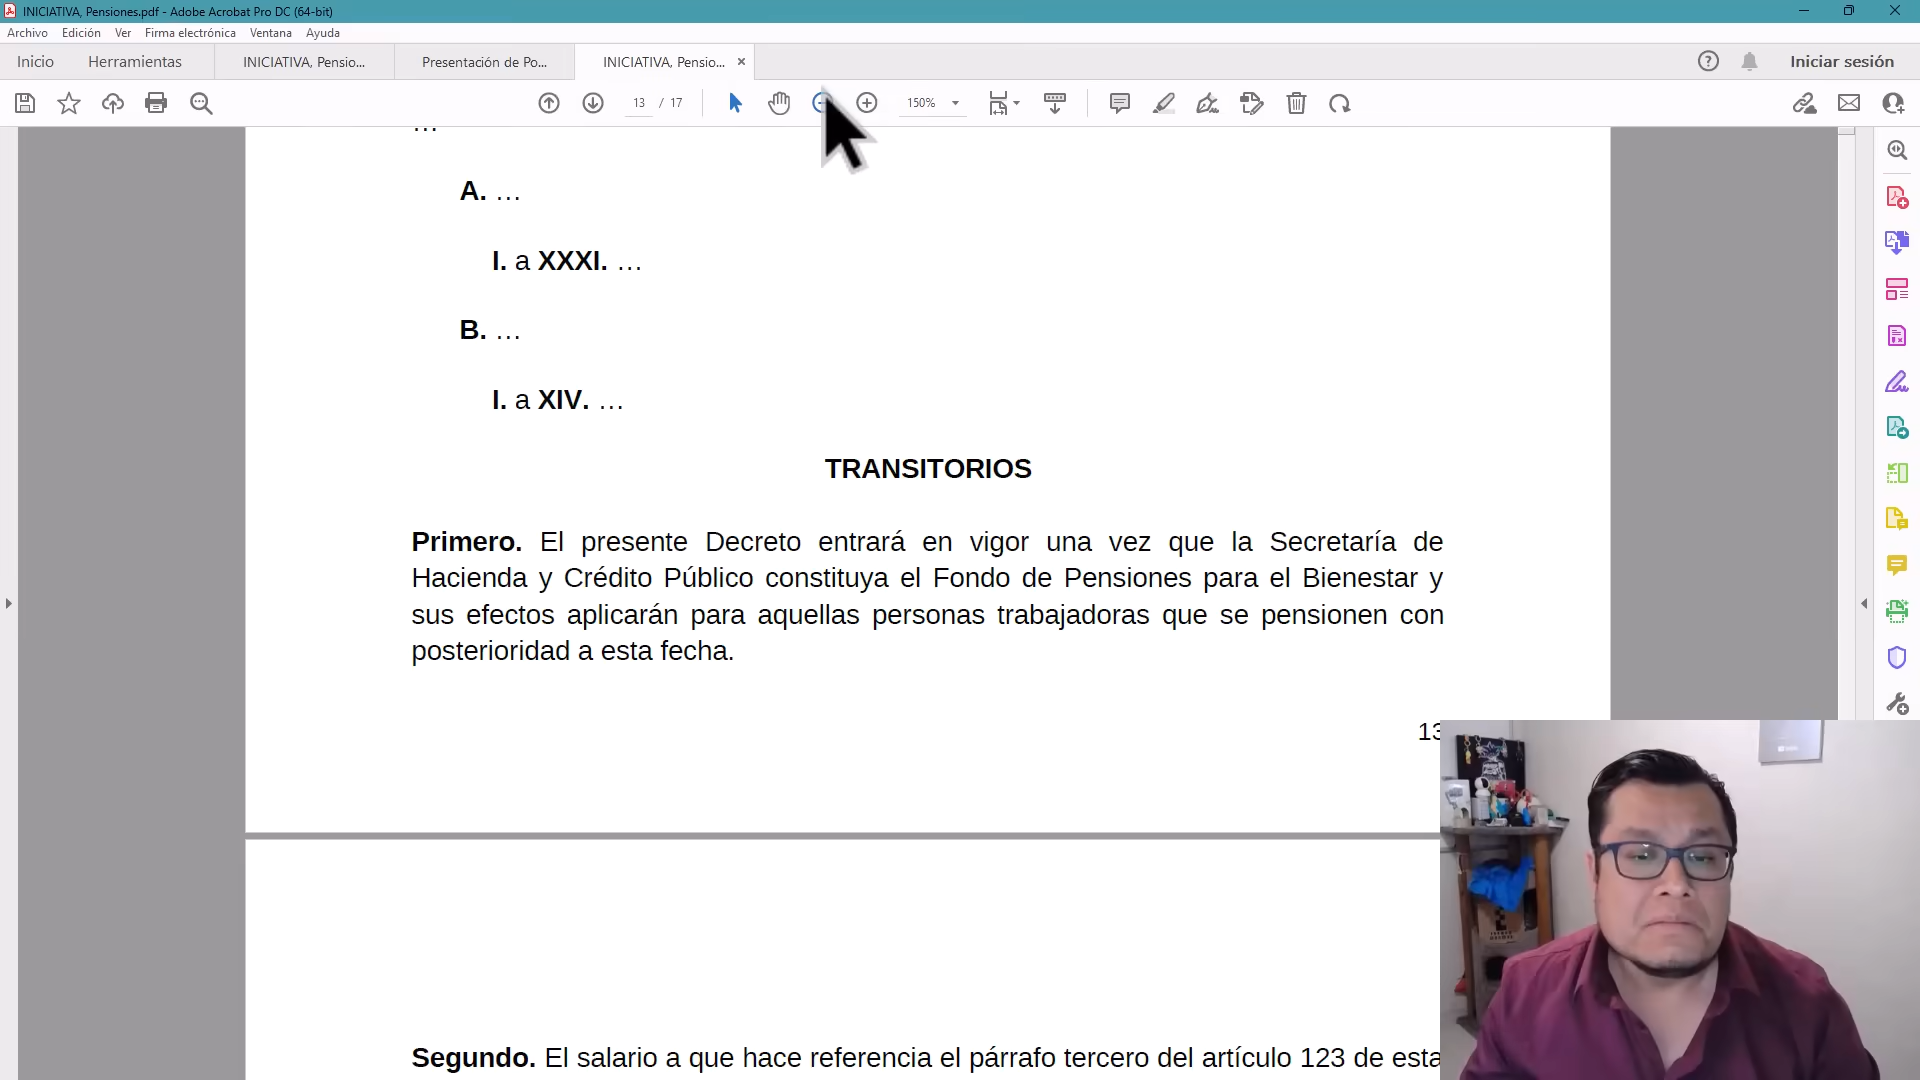 INICIATIVA, Pensiones.pdf - Adobe Acrobat Pro DC (64-bit)
Archivo Edición Ver Firma electrónica Ventana Ayuda
Inicio Herramientas INICIATIVA, Pensio... Presentación de Po... INICIATIVA, Pensio... × Iniciar sesión
13 / 17 150%
...
A. ...
I. a XXXI. ...
B. ...
I. a XIV. ...
TRANSITORIOS
Primero. El presente Decreto entrará en vigor una vez que la Secretaría de
Hacienda y Crédito Público constituya el Fondo de Pensiones para el Bienestar y
sus efectos aplicarán para aquellas personas trabajadoras que se pensionen con
posterioridad a esta fecha.
13
Segundo. El salario a que hace referencia el párrafo tercero del artículo 123 de esta